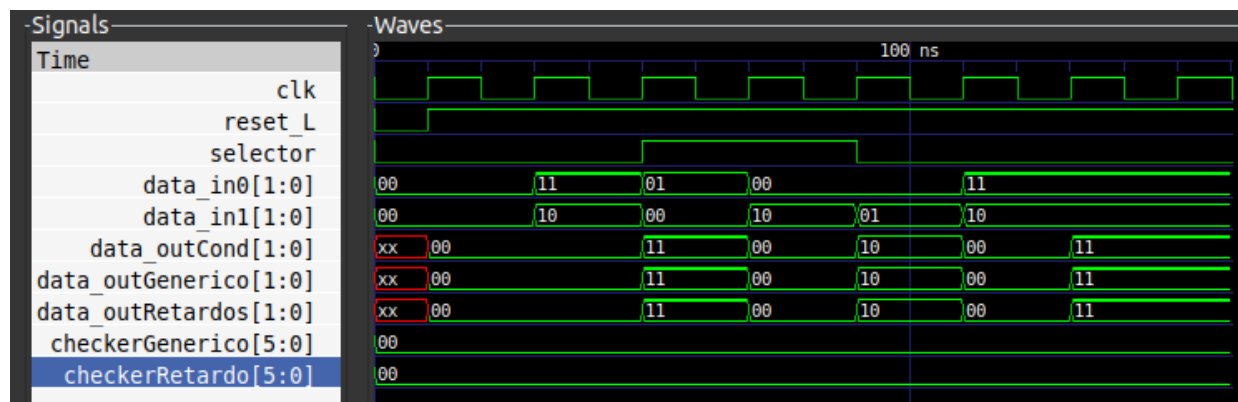 Signals Waves
Time 0 100 ns
clk
reset_L
selector
data_in0[1:0] 00 11 01 00 11
data_in1[1:0] 00 10 00 10 01 10
data_outCond[1:0] xx 00 11 00 10 00 11
data_outGenerico[1:0] xx 00 11 00 10 00 11
data_outRetardos[1:0] xx 00 11 00 10 00 11
checkerGenerico[5:0] 00
checkerRetardo[5:0] 00